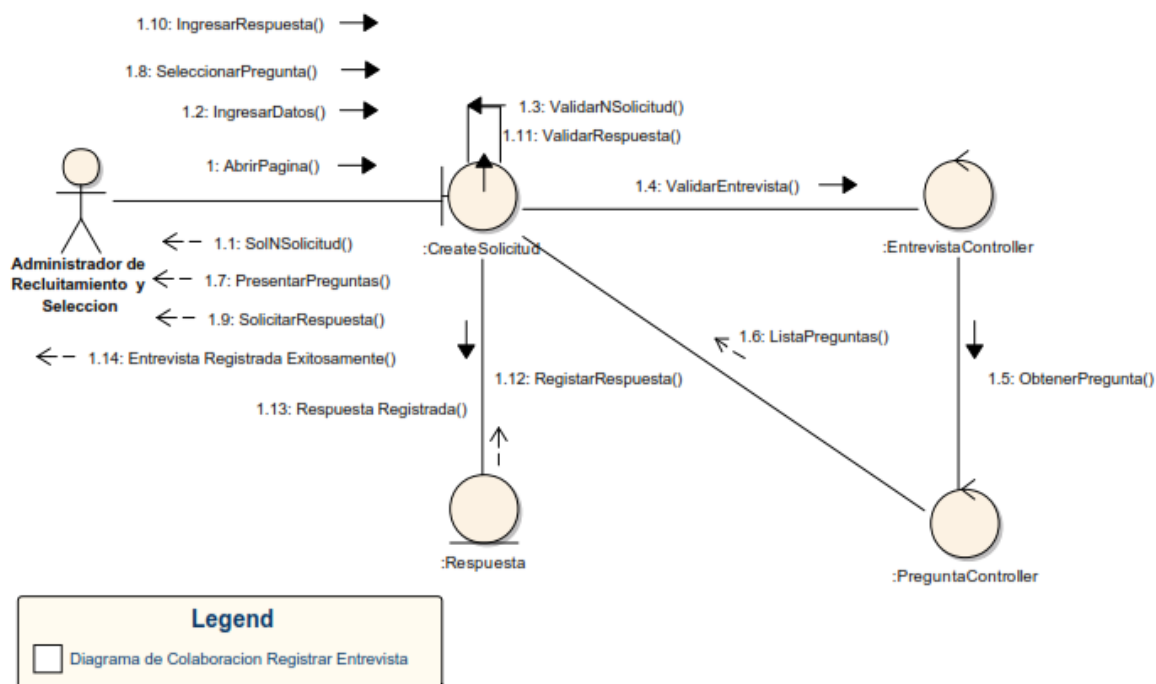 1.10: IngresarRespuesta()
1.8: SeleccionarPregunta()
1.2: IngresarDatos()
1.3: ValidarNSolicitud()
1.11: ValidarRespuesta()
1: AbrirPagina()
1.4: ValidarEntrevista()
:CreateSolicitud
:EntrevistaController
1.1: SolNSolicitud()
Administrador de
Recluitamiento y
Seleccion
1.7: PresentarPreguntas()
1.9: SolicitarRespuesta()
1.14: Entrevista Registrada Exitosamente()
1.6: ListaPreguntas()
1.12: RegistarRespuesta()
1.5: ObtenerPregunta()
1.13: Respuesta Registrada()
:Respuesta
:PreguntaController
Legend
Diagrama de Colaboracion Registrar Entrevista